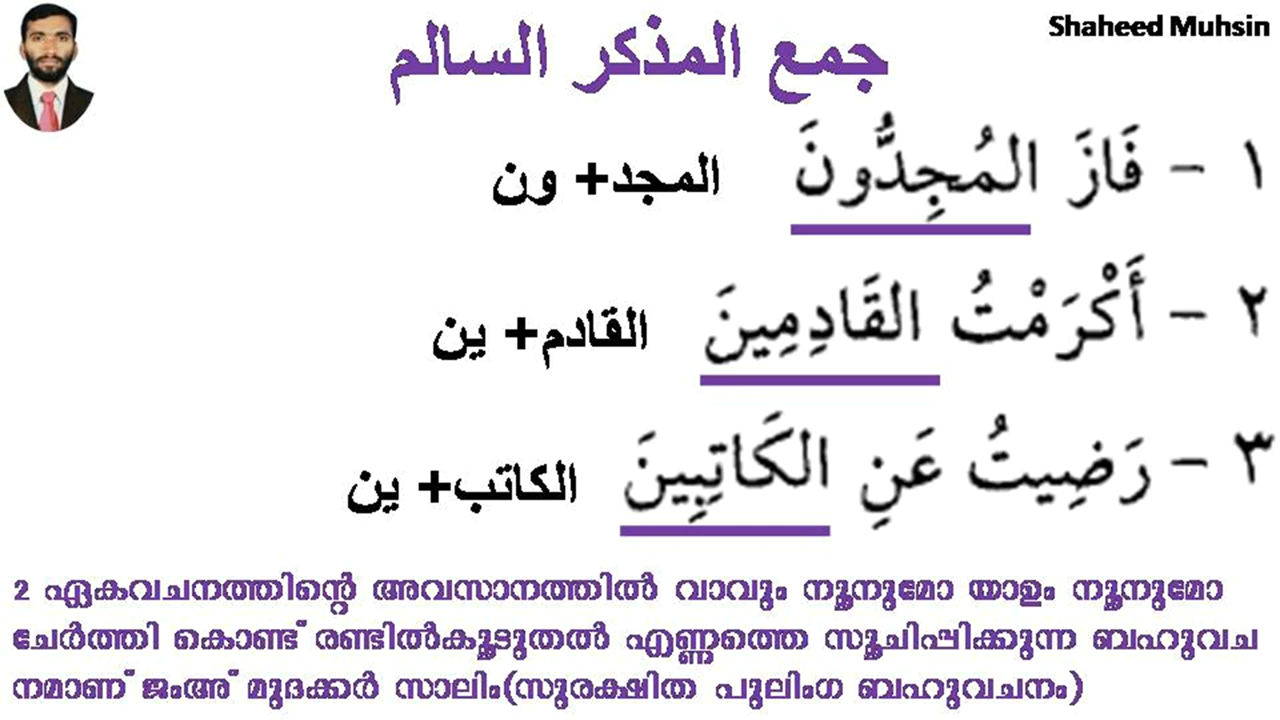 Shaheed Muhsin
جمع المذكر السالم
١ - فَازَ المُجِدُّونَ المجد+ ون
٢ - أَكْرَمْتُ القَادِمِينَ القادم+ ين
٣ - رَضِيتُ عَنِ الكَاتِبِينَ الكاتب+ ين
2 ഏകവചനത്തിന്റെ അവസാനത്തിൽ വാവും നൂനുമോ യാഉം നൂനുമോ
ചേർത്തി കൊണ്ട് രണ്ടിൽകൂടുതൽ എണ്ണത്തെ സൂചിപ്പിക്കുന്ന ബഹുവച
നമാണ് ജംഅ് മുദക്കർ സാലിം(സുരക്ഷിത പുലിംഗ ബഹുവചനം)